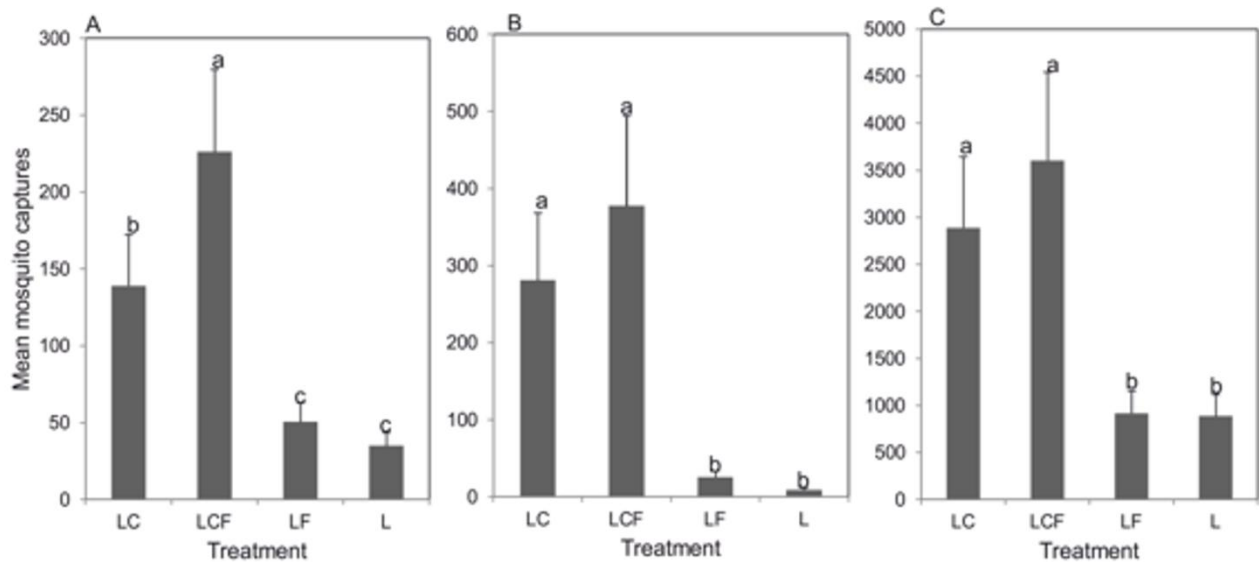 A
Mean mosquito captures
300
250
200
150
100
50
0
b
a
c
c
LC LCF LF L
Treatment
B
600
500
400
300
200
100
0
a
a
b
b
LC LCF LF L
Treatment
C
5000
4500
4000
3500
3000
2500
2000
1500
1000
500
0
a
a
b
b
LC LCF LF L
Treatment